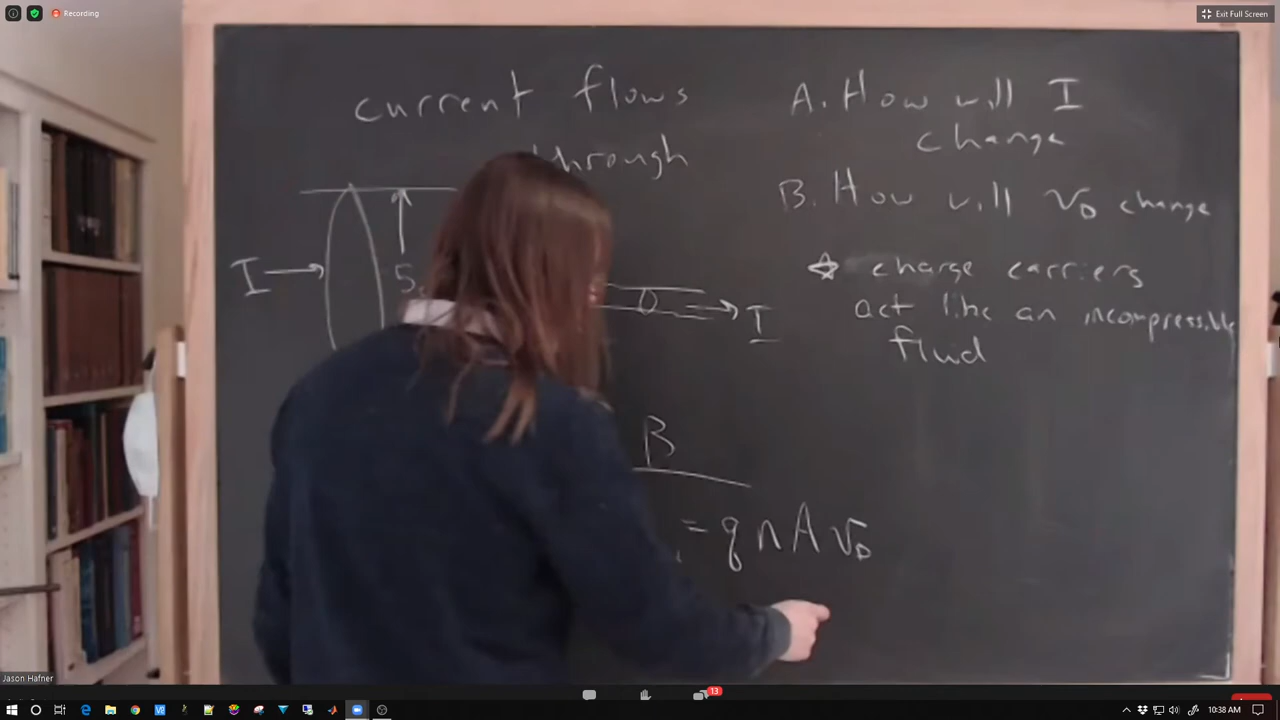 Recording
Exit Full Screen
current flows
through
I
5
I
A. How will I
change
B. How will v_D change
☆ charge carriers
act like an incompressible
fluid
B
= q n A v_D
Jason Hafner
13
10:38 AM